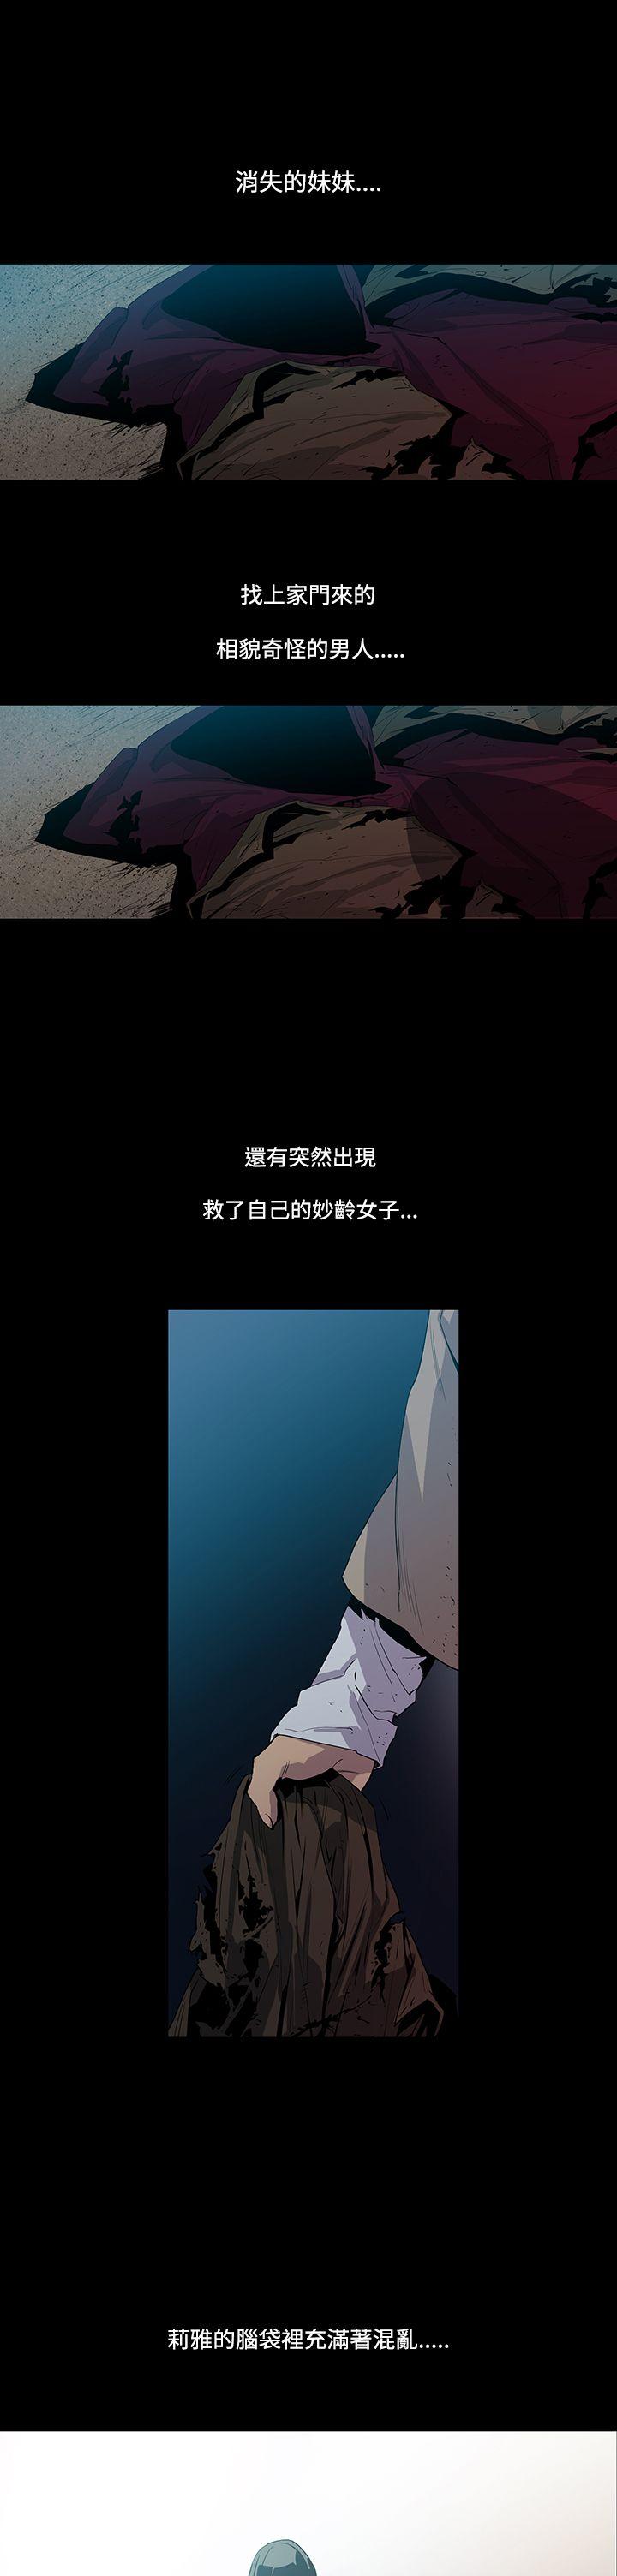 消失的妹妹....
找上家門來的
相貌奇怪的男人.....
還有突然出現
救了自己的妙齡女子...
莉雅的腦袋裡充滿著混亂.....